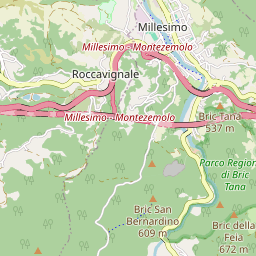 Millesimo
Millesimo - Montezemolo
Roccavignale
Millesimo - Montezemolo
Bric Tana
537 m
Parco Region
di Bric
Tana
Bric San
Bernardino
609 m
Bric della
Feia
672 m